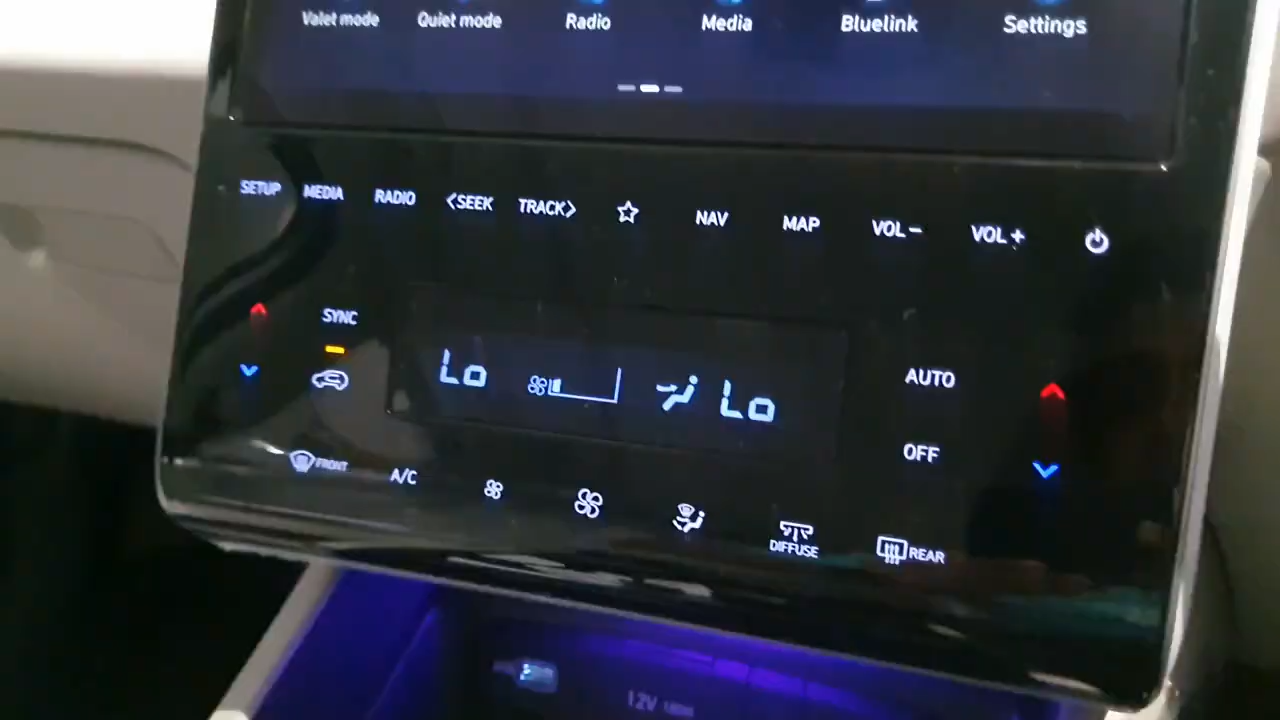 Valet mode Quiet mode Radio Media Bluelink Settings
SETUP MEDIA RADIO <SEEK TRACK> NAV MAP VOL− VOL+
SYNC
Lo Lo
AUTO
OFF
FRONT A/C DIFFUSE REAR
12V